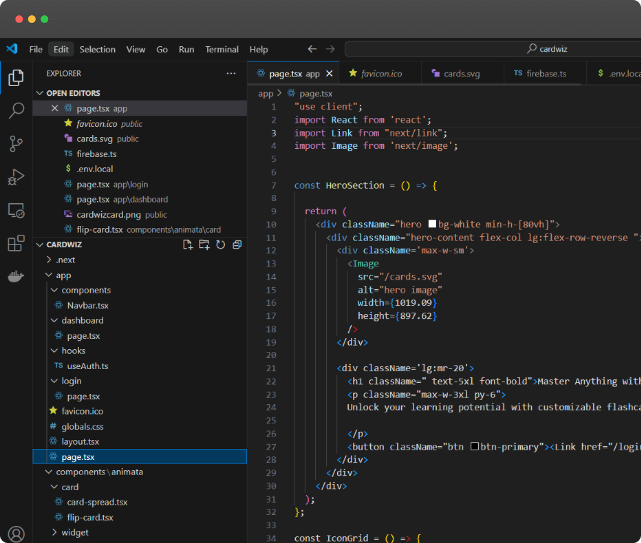 File Edit Selection View Go Run Terminal Help cardwiz
EXPLORER
OPEN EDITORS
page.tsx app
favicon.ico public
cards.svg public
TS firebase.ts
$ .env.local
page.tsx app\login
page.tsx app\dashboard
cardwizcard.png public
flip-card.tsx components\animata\card
CARDWIZ
.next
app
components
Navbar.tsx
dashboard
page.tsx
hooks
TS useAuth.ts
login
page.tsx
favicon.ico
# globals.css
layout.tsx
page.tsx
components\animata
card
card-spread.tsx
flip-card.tsx
widget
page.tsx app favicon.ico cards.svg TS firebase.ts $ .env.loca
app > page.tsx
1 "use client";
2 import React from 'react';
3 import Link from "next/link";
4 import Image from 'next/image';
5
6
7 const HeroSection = () => {
8
9 return (
10 <div className="hero bg-white min-h-[80vh]">
11 <div className="hero-content flex-col lg:flex-row-reverse ">
12 <div className='max-w-sm'>
13 <Image
14 src="/cards.svg"
15 alt="hero image"
16 width={1019.09}
17 height={897.62}
18 />
19 </div>
20
21
22 <div className='lg:mr-20'>
23 <h1 className=" text-5xl font-bold">Master Anything with
24 <p className="max-w-3xl py-6">
25 Unlock your learning potential with customizable flashca
26
27 </p>
28 <button className="btn btn-primary"><Link href="/login
29 </div>
30 </div>
31 </div>
32 );
33 };
34 const IconGrid = () => {